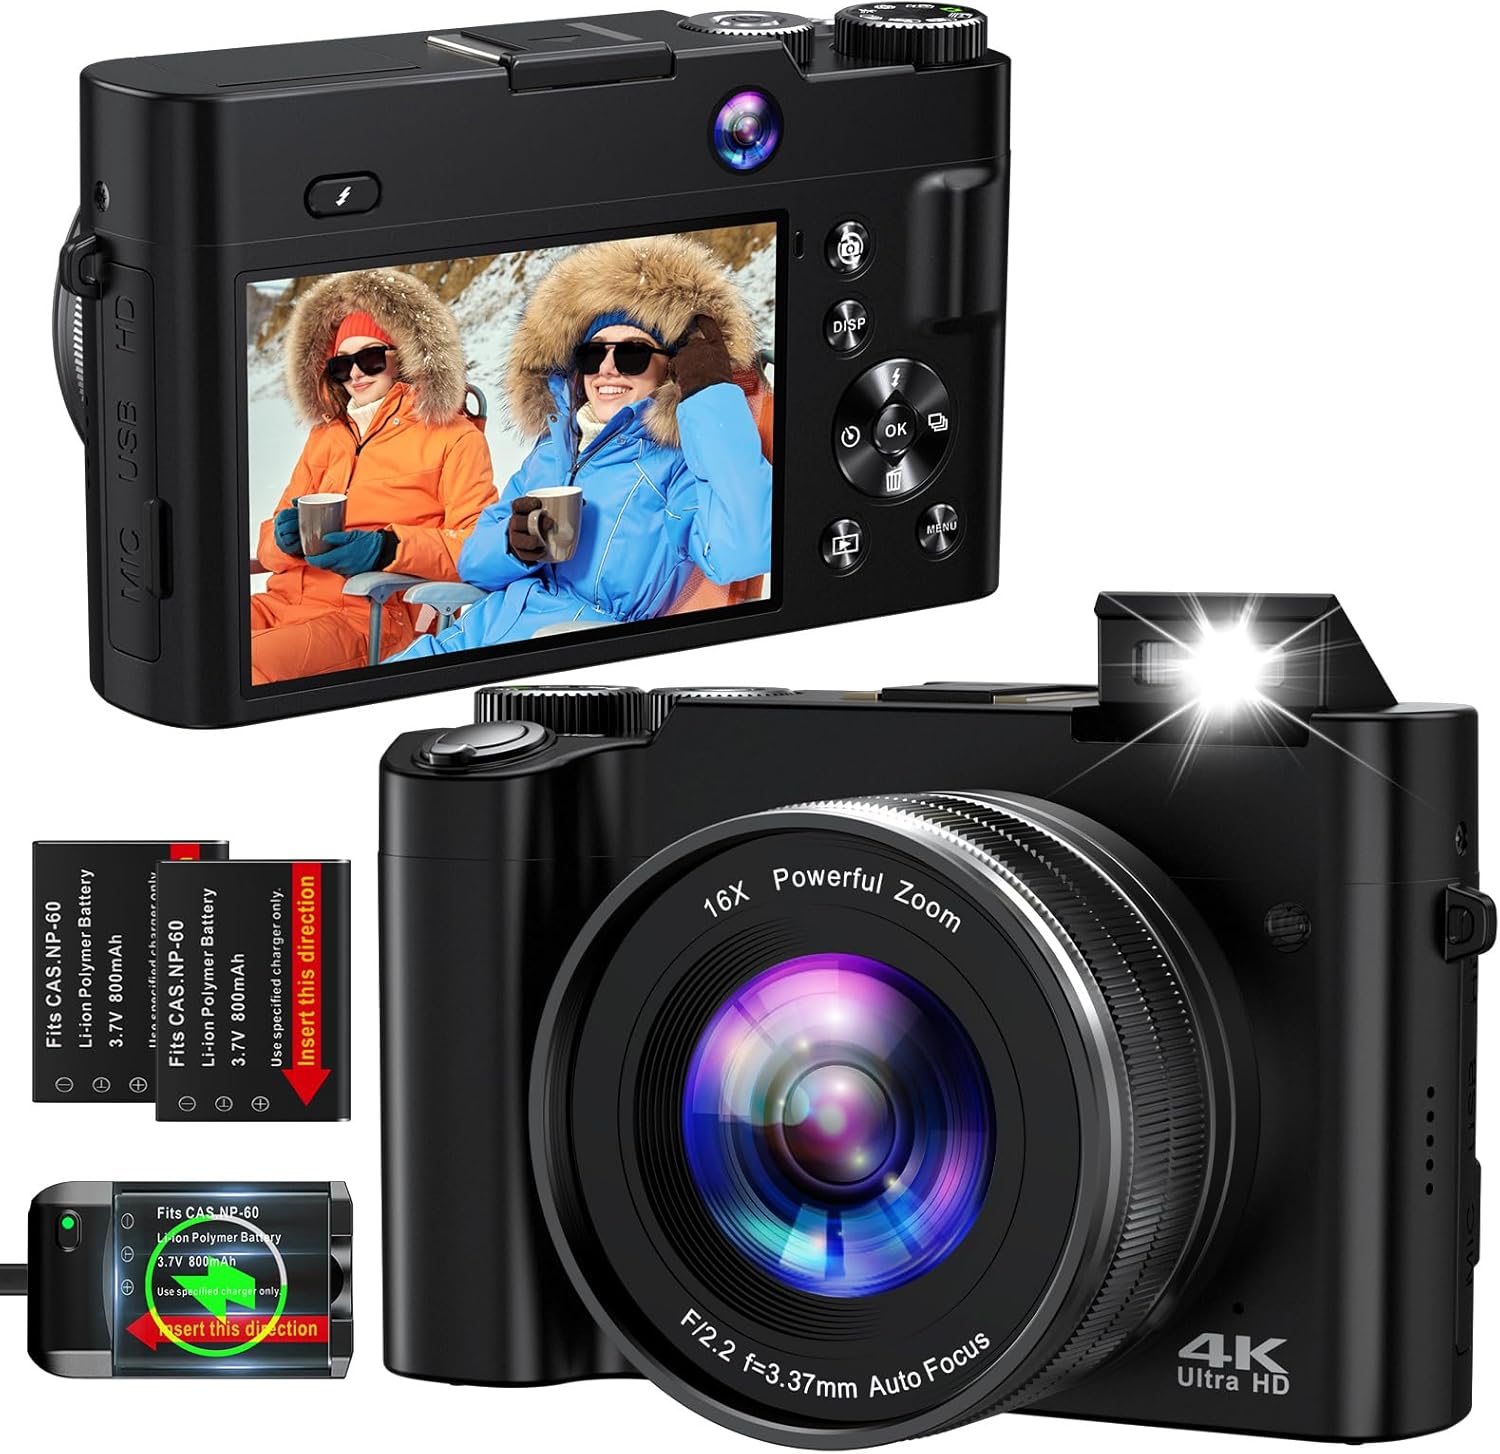 DISP
OK
MENU
HD
USB
MIC
16X Powerful Zoom
F/2.2 f=3.37mm Auto Focus
4K
Ultra HD
Fits CAS.NP-60
Li-ion Polymer Battery
3.7V 800mAh
Use specified charger only.
Fits CAS.NP-60
Li-ion Polymer Battery
3.7V 800mAh
Use specified charger only.
Insert this direction
Fits CAS.NP-60
Li-ion Polymer Battery
3.7V 800mAh
Use specified charger only.
Insert this direction
MIC